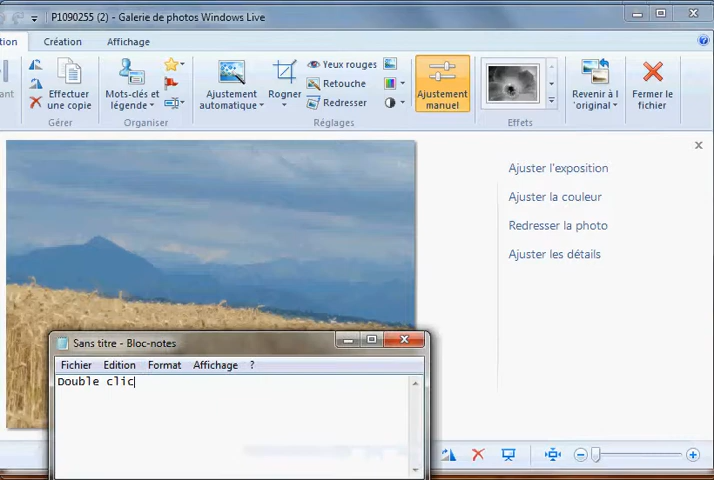 P1090255 (2) - Galerie de photos Windows Live
Création
Affichage
Effectuer
une copie
Gérer
Mots-clés et
légende
Organiser
Ajustement
automatique
Rogner
Yeux rouges
Retouche
Redresser
Réglages
Ajustement
manuel
Effets
Revenir à l
'original
Fermer le
fichier
Ajuster l'exposition
Ajuster la couleur
Redresser la photo
Ajuster les détails
Sans titre - Bloc-notes
Fichier Edition Format Affichage ?
Double clic